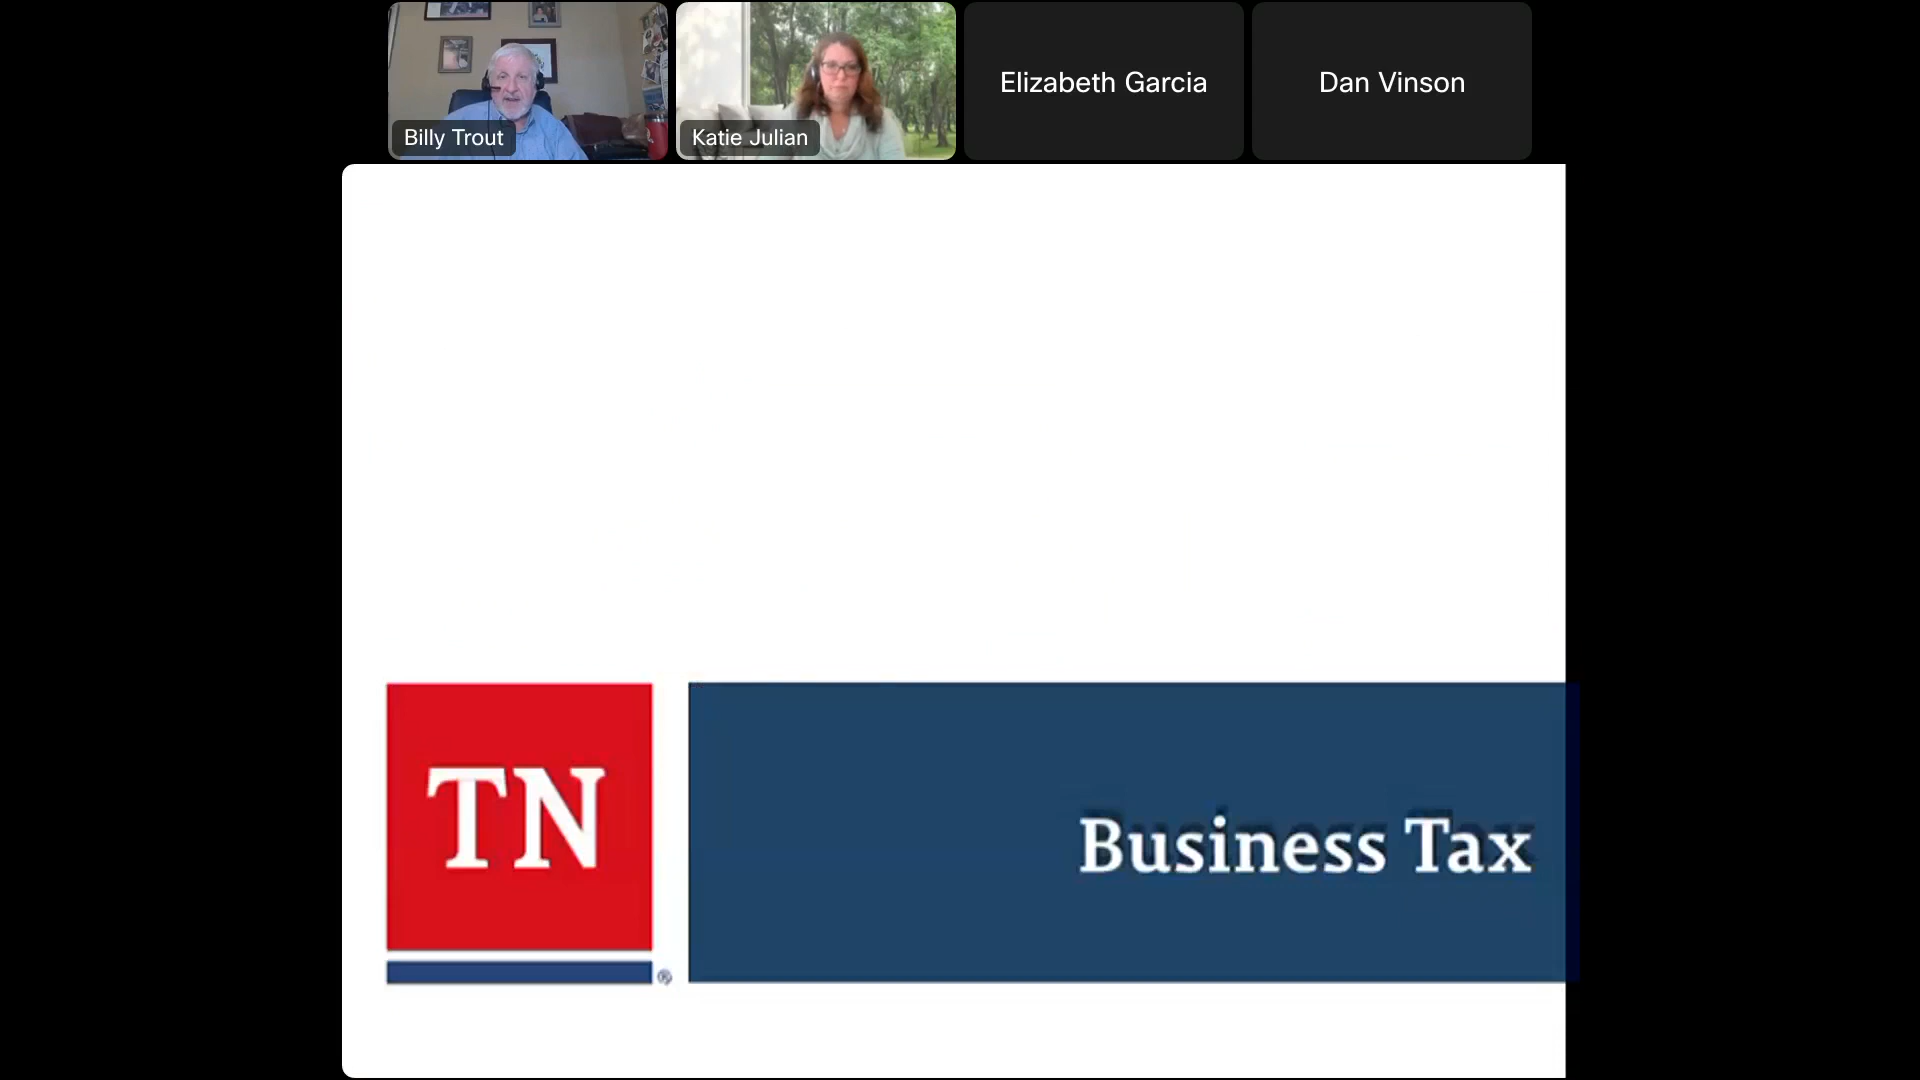 Billy Trout
Katie Julian
Elizabeth Garcia
Dan Vinson
TN
®
Business Tax